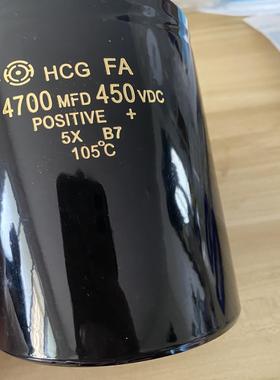 HCG FA
4700 MFD 450 VDC
POSITIVE +
5X B7
105°C